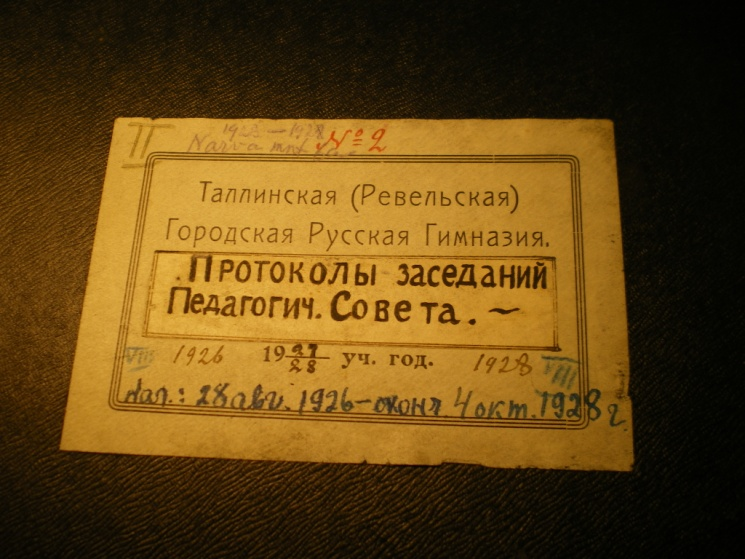 II 1926 — 1928
Narva mnt № 2
Таллинская (Ревельская)
Городская Русская Гимназия.
Протоколы заседаний
Педагогич. Совета. ~
VIII 1926 19 27/28 уч. год. 1928 VIII
Нач.: 28 авг. 1926 – оконч 4 окт. 1928 г.